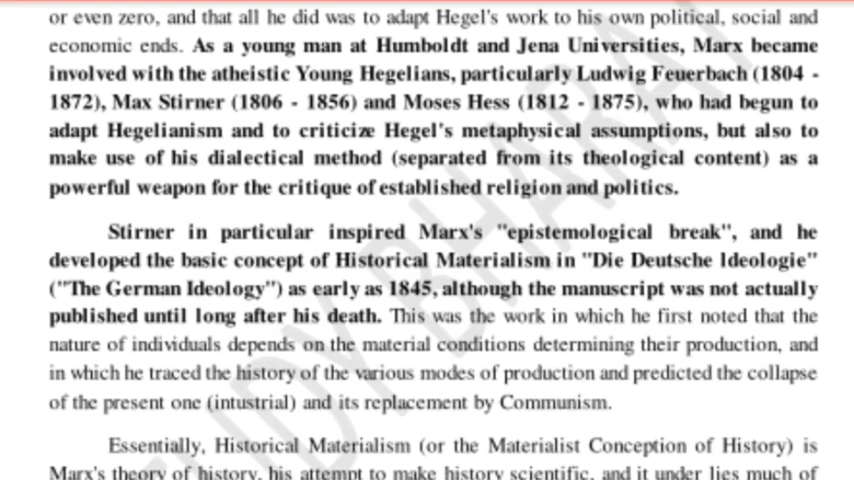 or even zero, and that all he did was to adapt Hegel's work to his own political, social and
economic ends. As a young man at Humboldt and Jena Universities, Marx became
involved with the atheistic Young Hegelians, particularly Ludwig Feuerbach (1804 -
1872), Max Stirner (1806 - 1856) and Moses Hess (1812 - 1875), who had begun to
adapt Hegelianism and to criticize Hegel's metaphysical assumptions, but also to
make use of his dialectical method (separated from its theological content) as a
powerful weapon for the critique of established religion and politics.
Stirner in particular inspired Marx's "epistemological break", and he
developed the basic concept of Historical Materialism in "Die Deutsche Ideologie"
("The German Ideology") as early as 1845, although the manuscript was not actually
published until long after his death. This was the work in which he first noted that the
nature of individuals depends on the material conditions determining their production, and
in which he traced the history of the various modes of production and predicted the collapse
of the present one (intustrial) and its replacement by Communism.
Essentially, Historical Materialism (or the Materialist Conception of History) is
Marx's theory of history, his attempt to make history scientific, and it under lies much of